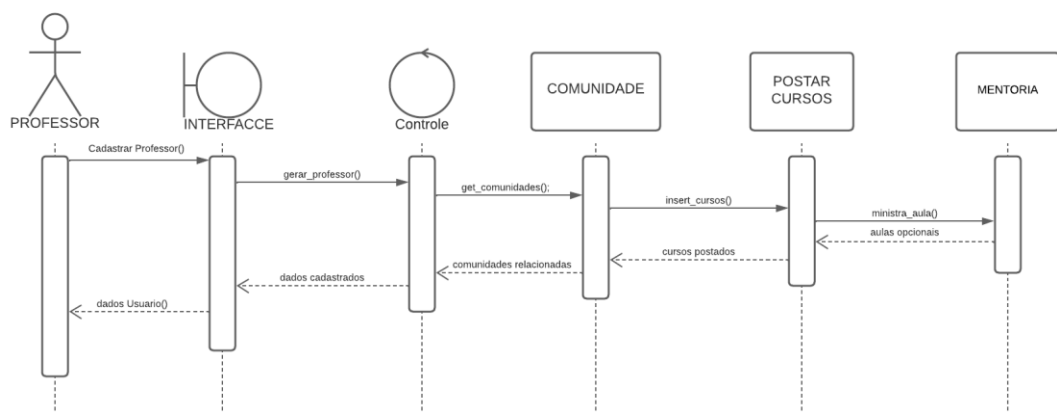 PROFESSOR
INTERFACCE
Controle
COMUNIDADE
POSTAR
CURSOS
MENTORIA
Cadastrar Professor()
gerar_professor()
get_comunidades();
insert_cursos()
ministra_aula()
aulas opcionais
cursos postados
comunidades relacionadas
dados cadastrados
dados Usuario()